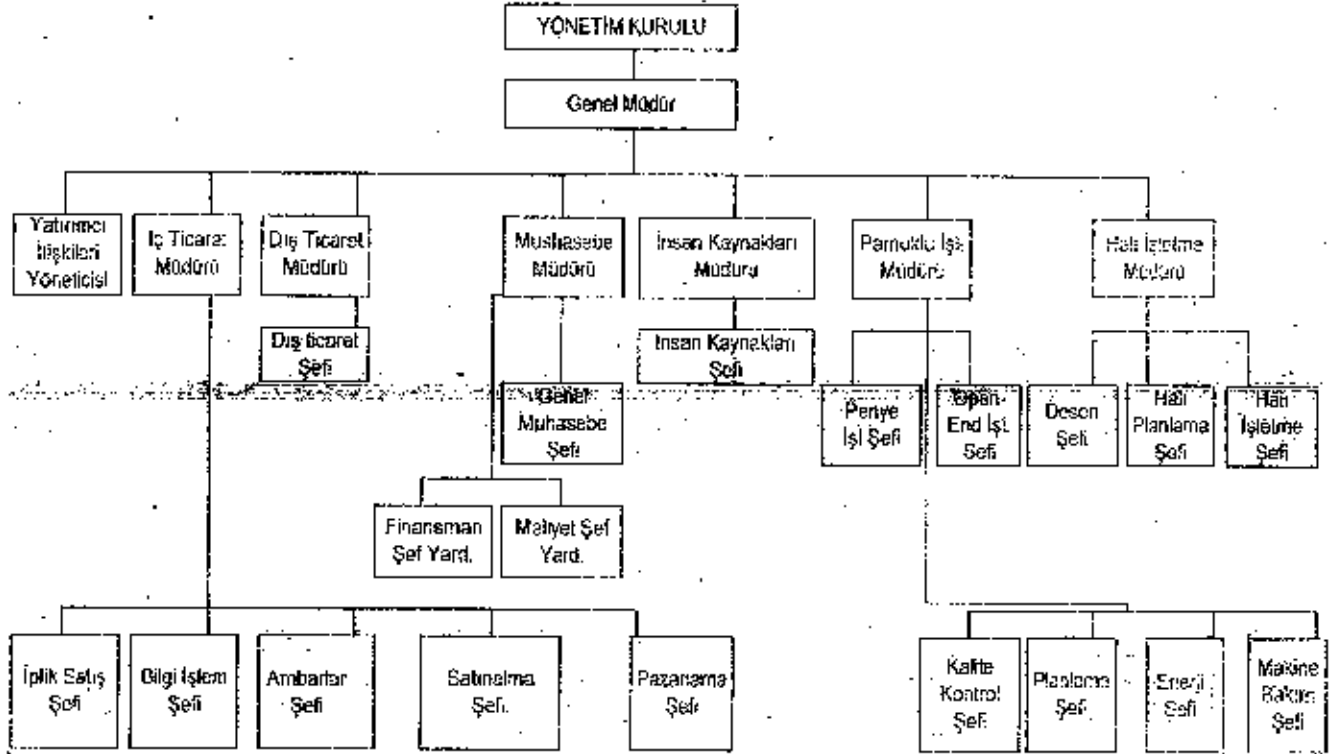 YÖNETİM KURULU
Genel Müdür
Yatırımcı
İlişkileri
Yöneticisi
İç Ticaret
Müdürü
Dış Ticaret
Müdürü
Mushasebe
Müdürü
İnsan Kaynakları
Müdürü
Pamuklu İşl.
Müdürü
Halı İşletme
Müdürü
Dış ticaret
Şefi
İnsan Kaynakları
Şefi
Genel
Muhasebe
Şefi
Penye
İşl Şefi
Open
End İşl.
Şefi
Desen
Şefi
Halı
Planlama
Şefi
Halı
İşletme
Şefi
Finansman
Şef Yard.
Maliyet Şef
Yard.
İplik Satış
Şefi
Bilgi İşlem
Şefi
Ambarlar
Şefi
Satınalma
Şefi
Pazarlama
Şefi
Kalite
Kontrol
Şefi
Planlama
Şefi
Enerji
Şefi
Makine
Bakım
Şefi